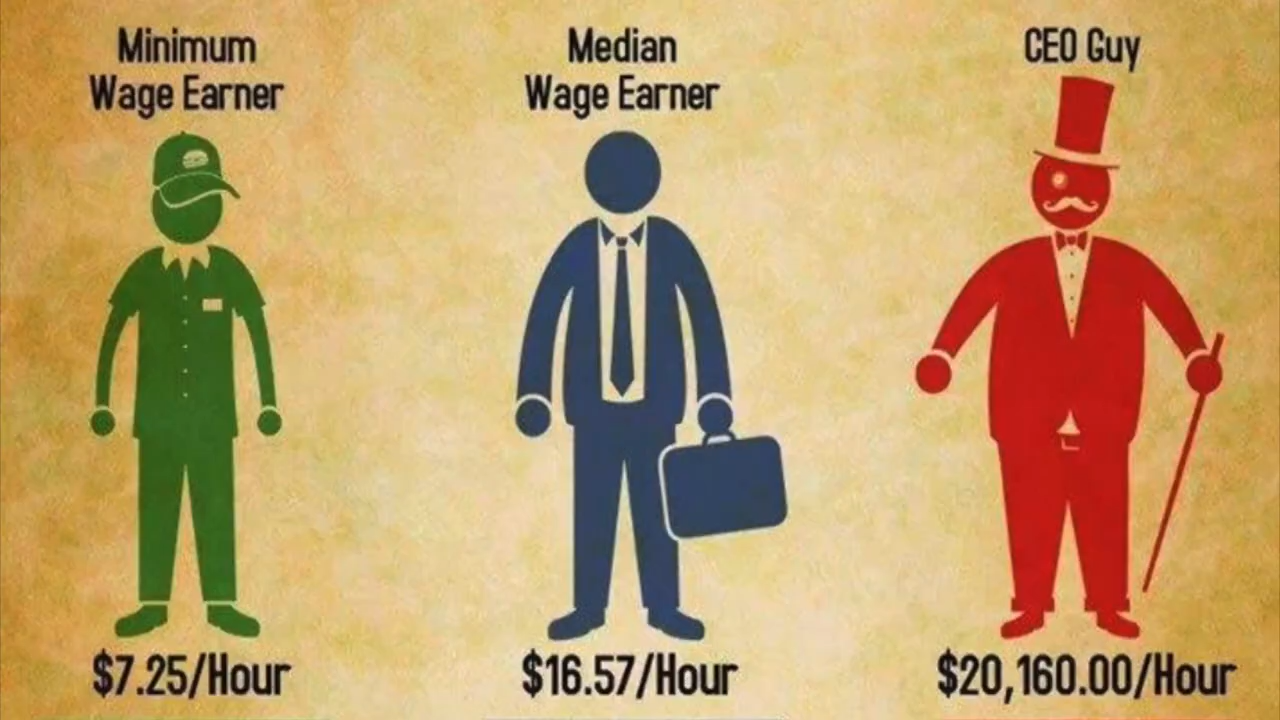 Minimum
Wage Earner
Median
Wage Earner
CEO Guy
$7.25/Hour
$16.57/Hour
$20,160.00/Hour